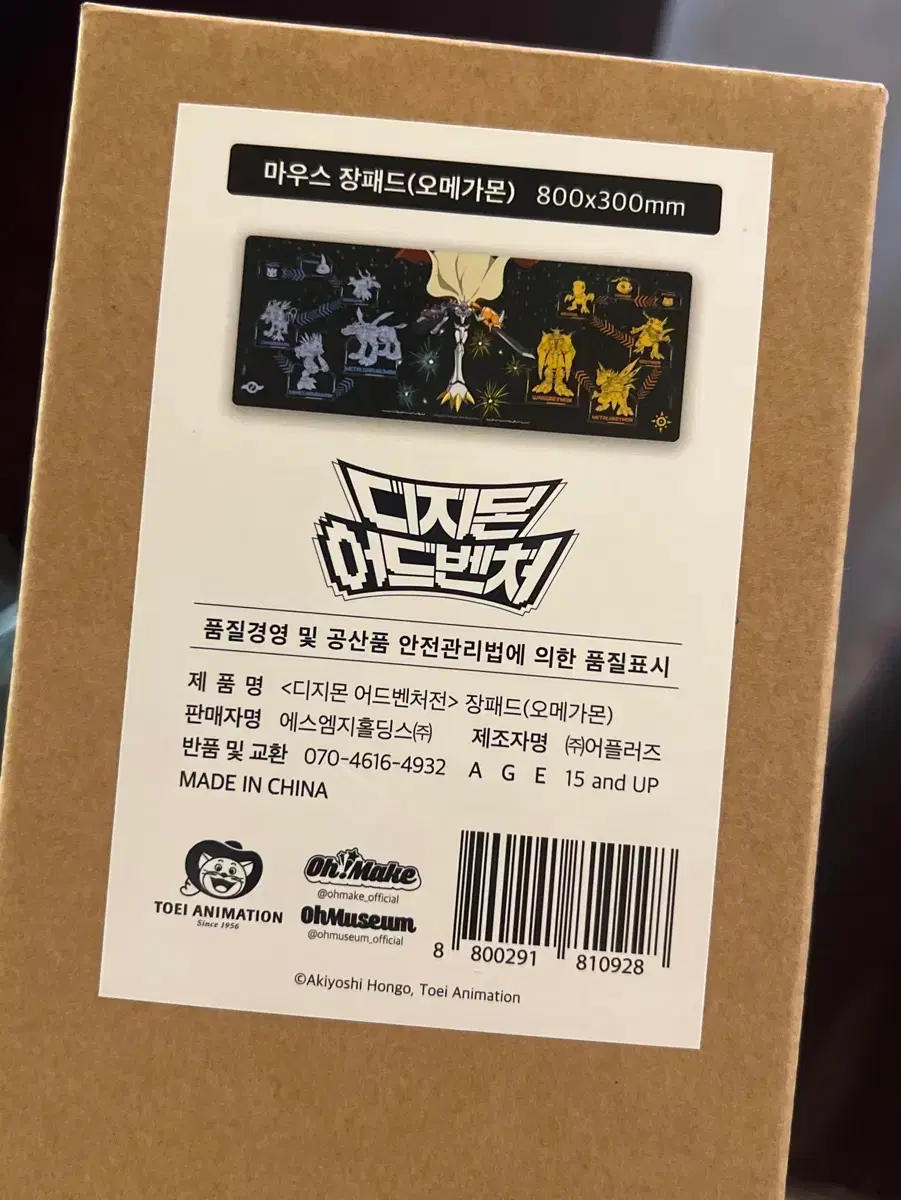 마우스 장패드(오메가몬) 800x300mm
METALGARURUMON
WARGREYMON
METALGREYMON
디지몬
어드벤처
품질경영 및 공산품 안전관리법에 의한 품질표시
제 품 명 <디지몬 어드벤처전> 장패드(오메가몬)
판매자명 에스엠지홀딩스㈜ 제조자명 ㈜어플러즈
반품 및 교환 070-4616-4932 A G E 15 and UP
MADE IN CHINA
TOEI ANIMATION
Since 1956
Oh!Make
@ohmake_official
OhMuseum
@ohmuseum_official
8 800291 810928
©Akiyoshi Hongo, Toei Animation